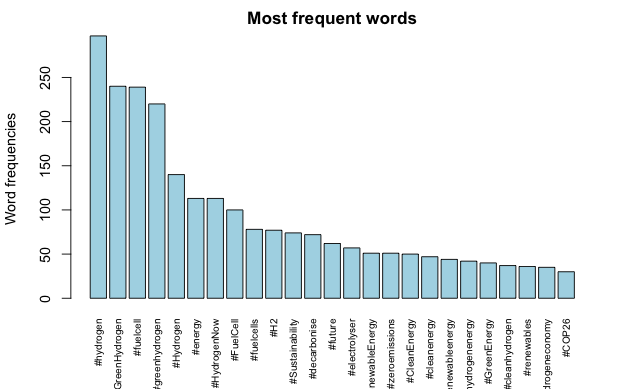 Most frequent words
Word frequencies
250
200
150
100
50
0
#hydrogen
GreenHydrogen
#fuelcell
#greenhydrogen
#Hydrogen
#energy
#HydrogenNow
#FuelCell
#fuelcells
#H2
#Sustainability
#decarbonise
#future
#electrolyser
newableEnergy
#zeroemissions
#CleanEnergy
#cleanenergy
newableenergy
hydrogenenergy
#GreenEnergy
#cleanhydrogen
#renewables
drogeneconomy
#COP26